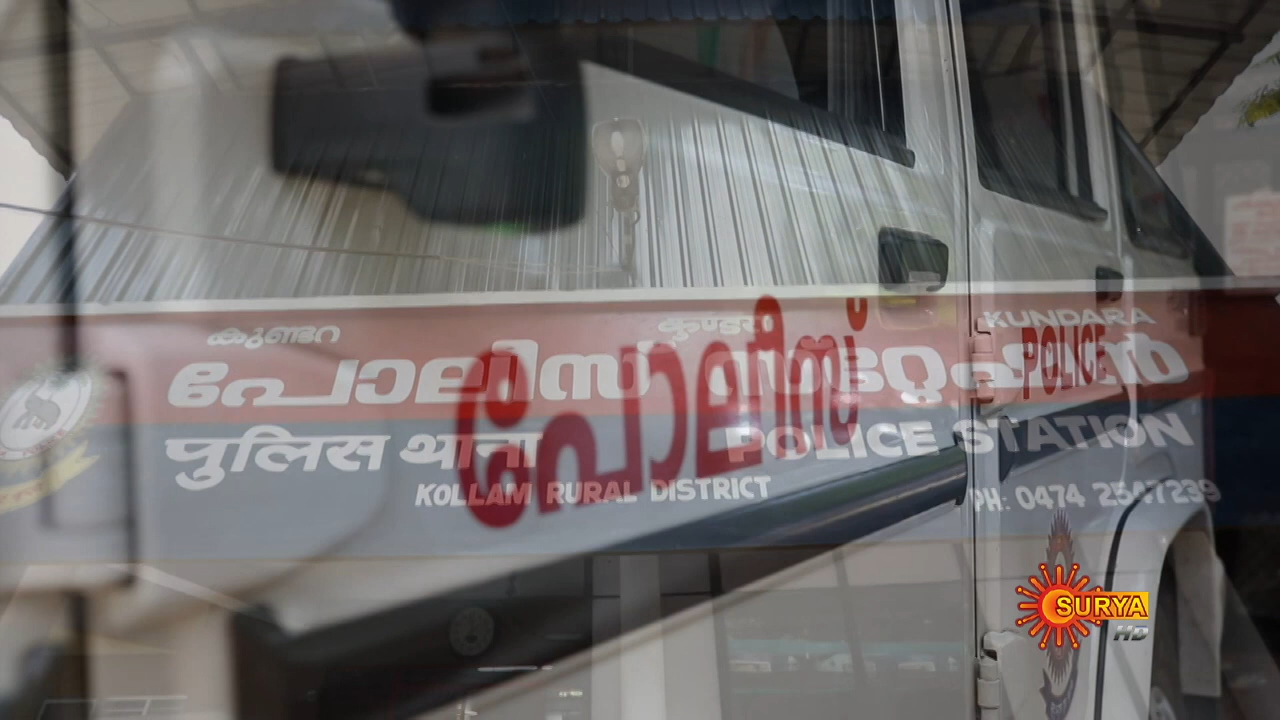 കുണ്ടറ
കുണ്ടറ
KUNDARA
പോലീസ് സ്റ്റേഷൻ
പോലീസ്
POLICE
पुलिस थाना
POLICE STATION
KOLLAM RURAL DISTRICT
PH: 0474 2547239
SURYA
HD